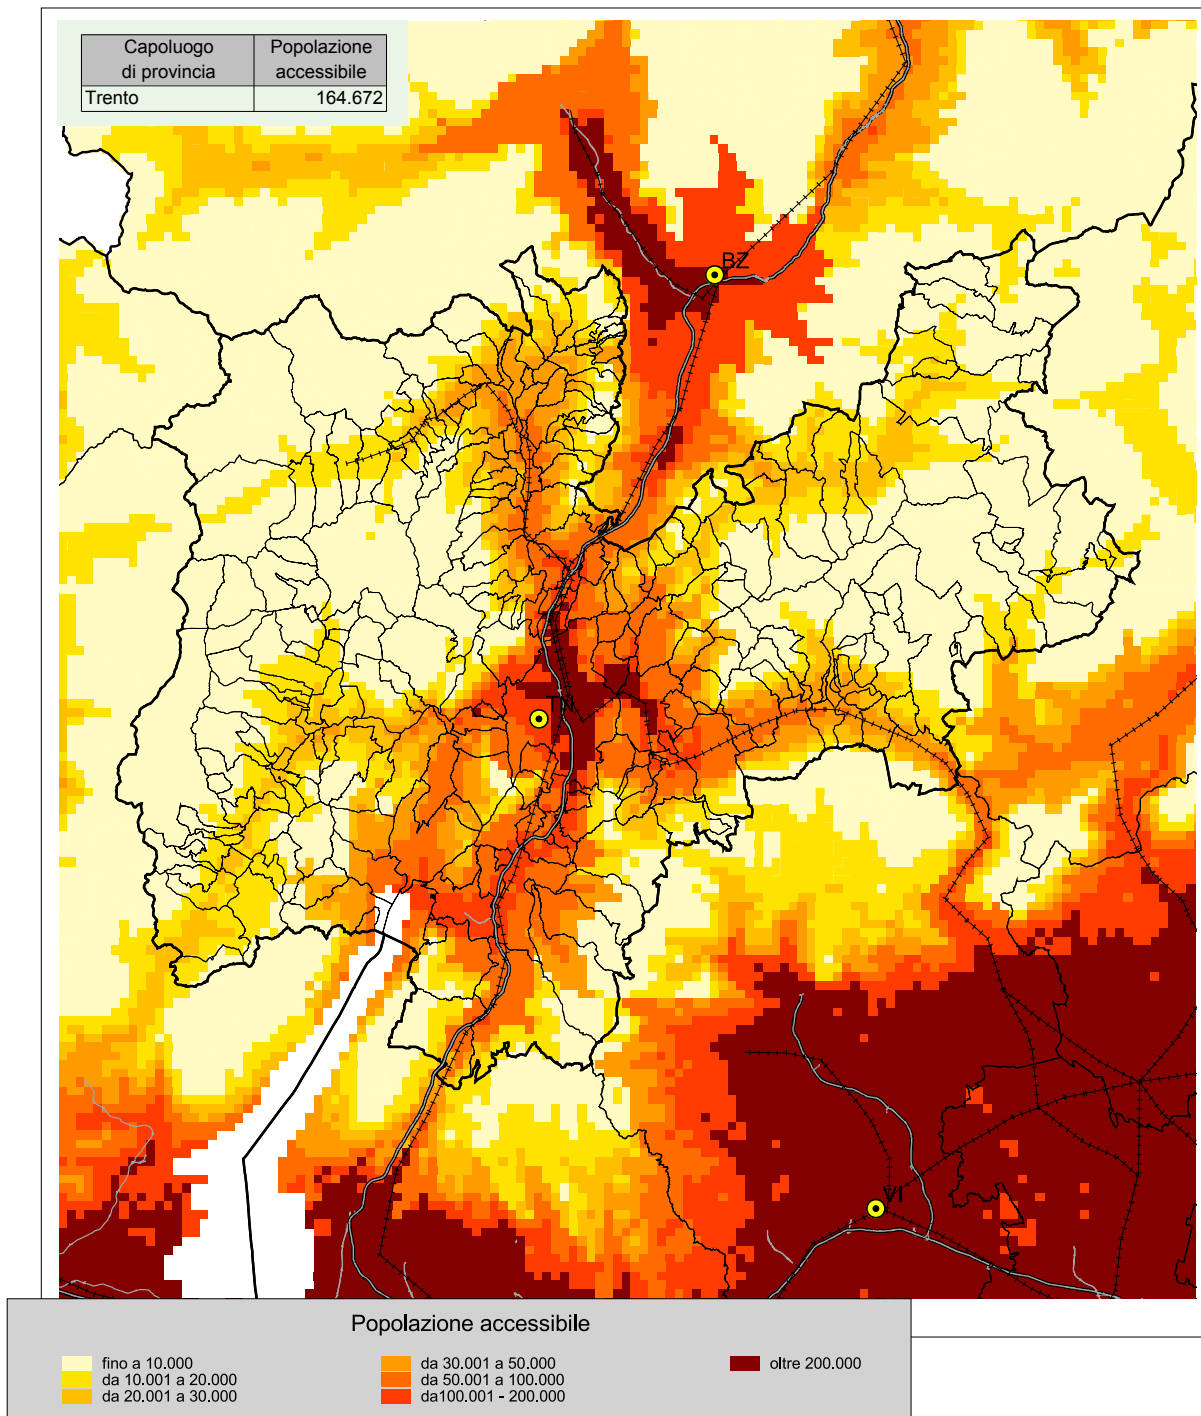 Capoluogo di provincia
Popolazione accessibile
Trento 164.672
BZ
VI
Popolazione accessibile
fino a 10.000
da 10.001 a 20.000
da 20.001 a 30.000
da 30.001 a 50.000
da 50.001 a 100.000
da100.001 - 200.000
oltre 200.000